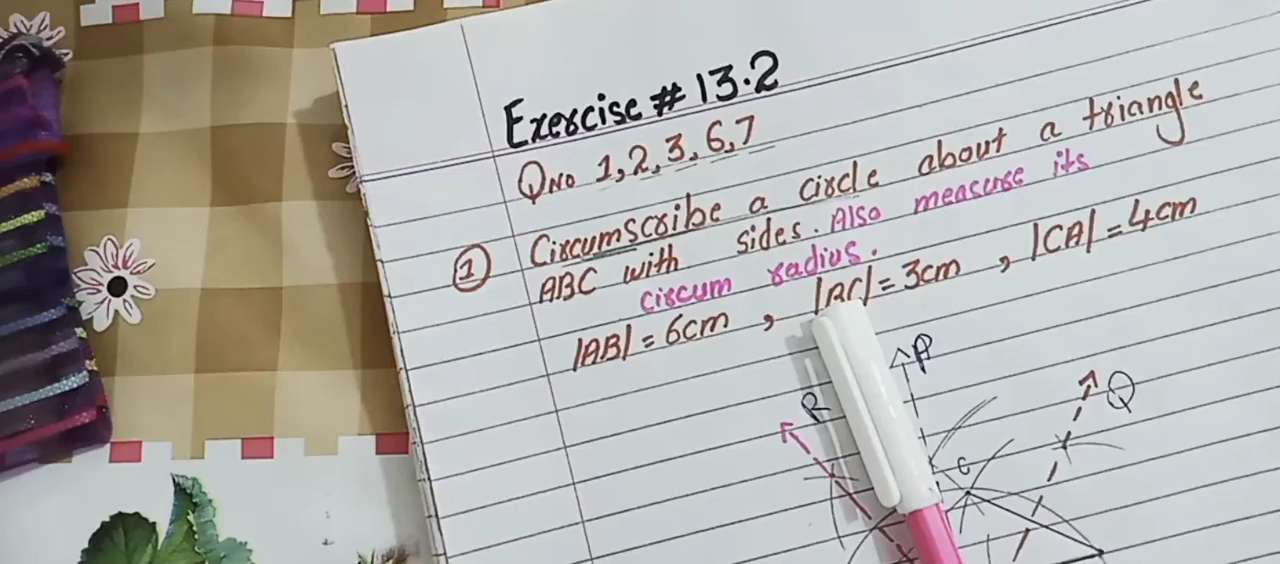 Exercise # 13.2
QNO 1,2,3,6,7
① Circumscribe a circle about a triangle
ABC with sides. Also measure its
circum radius.
|AB| = 6cm , |BC| = 3cm , |CA| = 4cm
P
Q
R
C